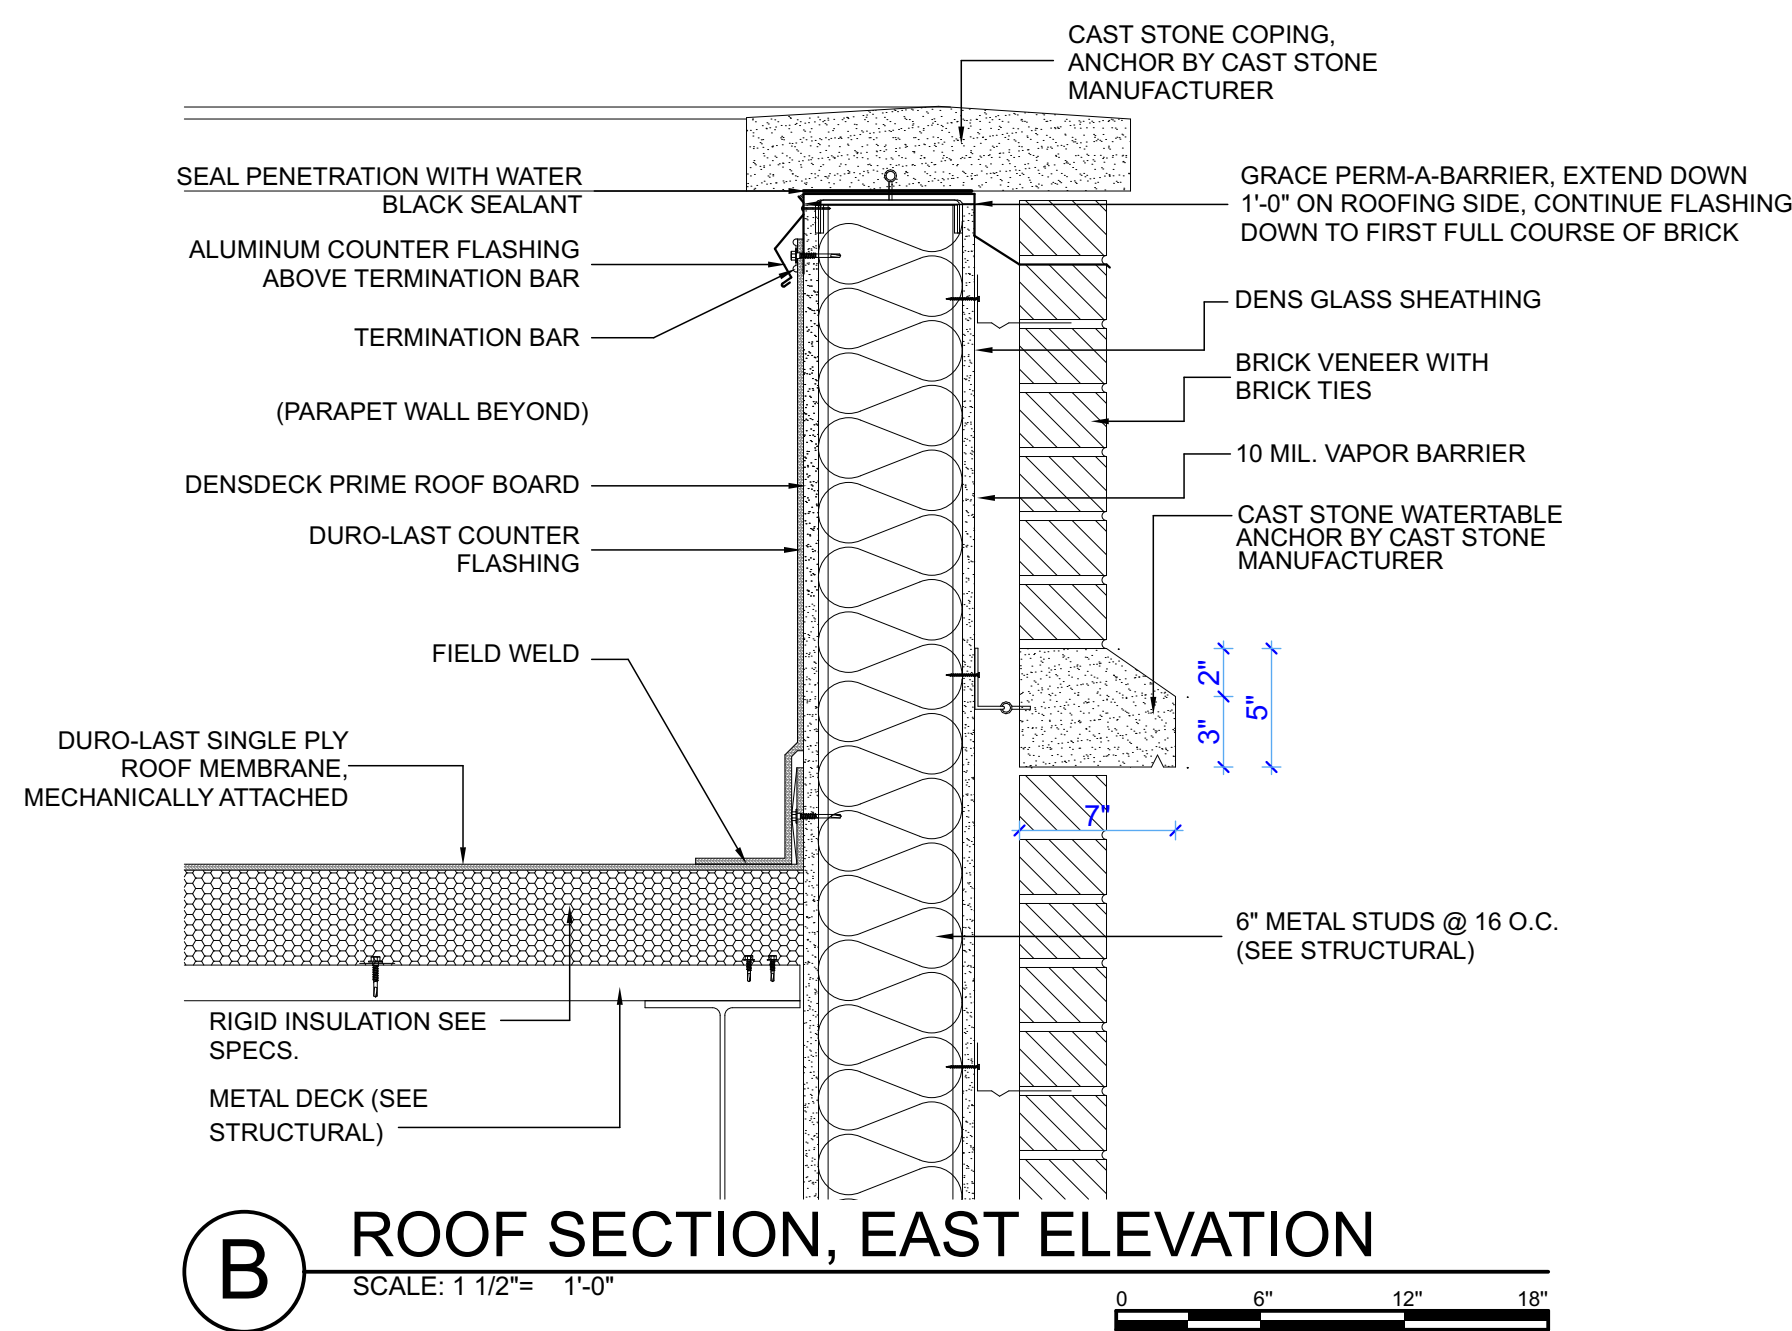 CAST STONE COPING,
ANCHOR BY CAST STONE
MANUFACTURER
SEAL PENETRATION WITH WATER
BLACK SEALANT
ALUMINUM COUNTER FLASHING
ABOVE TERMINATION BAR
TERMINATION BAR
(PARAPET WALL BEYOND)
DENSDECK PRIME ROOF BOARD
DURO-LAST COUNTER
FLASHING
FIELD WELD
DURO-LAST SINGLE PLY
ROOF MEMBRANE,
MECHANICALLY ATTACHED
RIGID INSULATION SEE
SPECS.
METAL DECK (SEE
STRUCTURAL)
GRACE PERM-A-BARRIER, EXTEND DOWN
1'-0" ON ROOFING SIDE, CONTINUE FLASHING
DOWN TO FIRST FULL COURSE OF BRICK
DENS GLASS SHEATHING
BRICK VENEER WITH
BRICK TIES
10 MIL. VAPOR BARRIER
CAST STONE WATERTABLE
ANCHOR BY CAST STONE
MANUFACTURER
2"
3"
5"
7"
6" METAL STUDS @ 16 O.C.
(SEE STRUCTURAL)
B
ROOF SECTION, EAST ELEVATION
SCALE: 1 1/2"= 1'-0"
0 6" 12" 18"